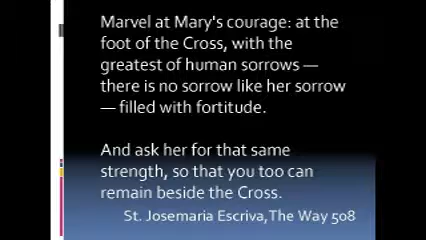 Marvel at Mary's courage: at the
foot of the Cross, with the
greatest of human sorrows —
there is no sorrow like her sorrow
— filled with fortitude.
And ask her for that same
strength, so that you too can
remain beside the Cross.
St. Josemaria Escriva,The Way 508